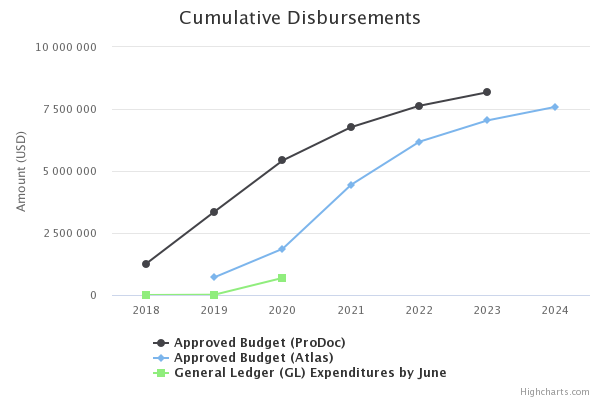 Cumulative Disbursements
10 000 000
7 500 000
5 000 000
2 500 000
0
Amount (USD)
2018 2019 2020 2021 2022 2023 2024
Approved Budget (ProDoc)
Approved Budget (Atlas)
General Ledger (GL) Expenditures by June
Highcharts.com